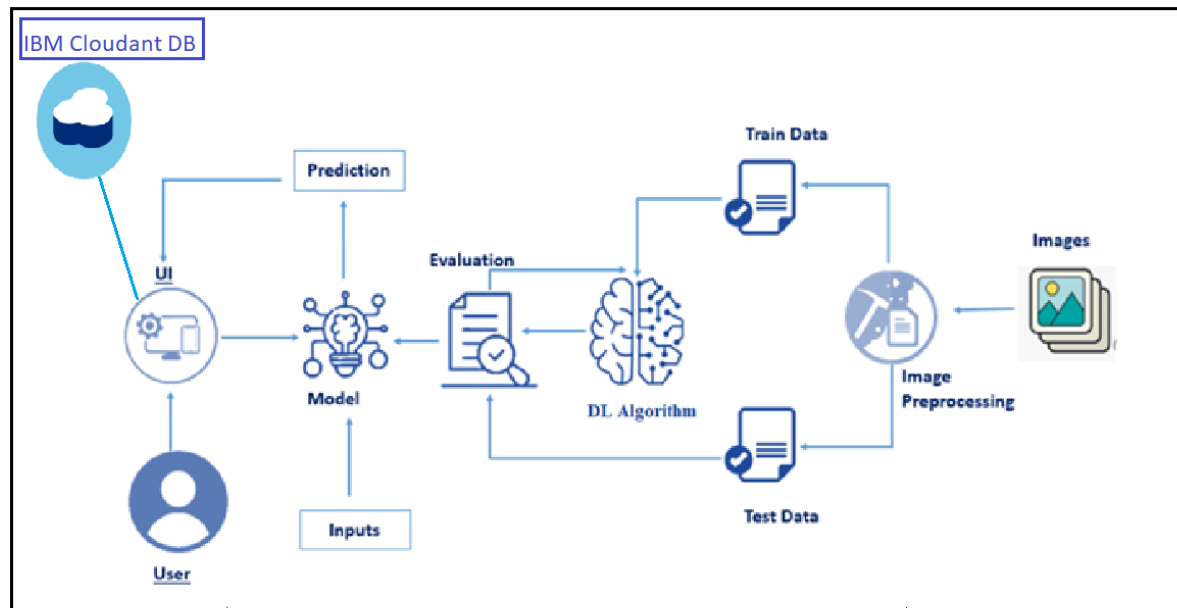 IBM Cloudant DB
Train Data
Prediction
Images
Evaluation
UI
Image
Preprocessing
Model
DL Algorithm
Inputs
Test Data
User